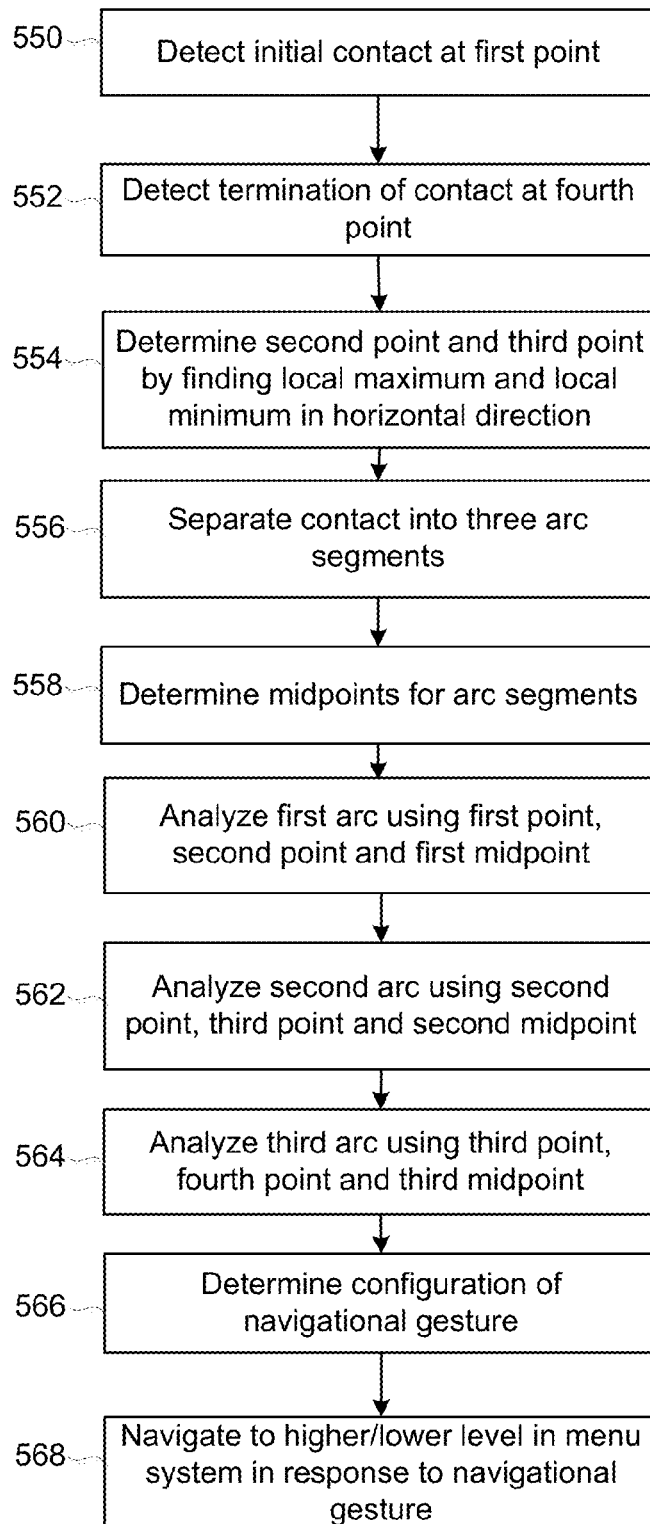 550
Detect initial contact at first point
552
Detect termination of contact at fourth
point
554
Determine second point and third point
by finding local maximum and local
minimum in horizontal direction
556
Separate contact into three arc
segments
558
Determine midpoints for arc segments
560
Analyze first arc using first point,
second point and first midpoint
562
Analyze second arc using second
point, third point and second midpoint
564
Analyze third arc using third point,
fourth point and third midpoint
566
Determine configuration of
navigational gesture
568
Navigate to higher/lower level in menu
system in response to navigational
gesture